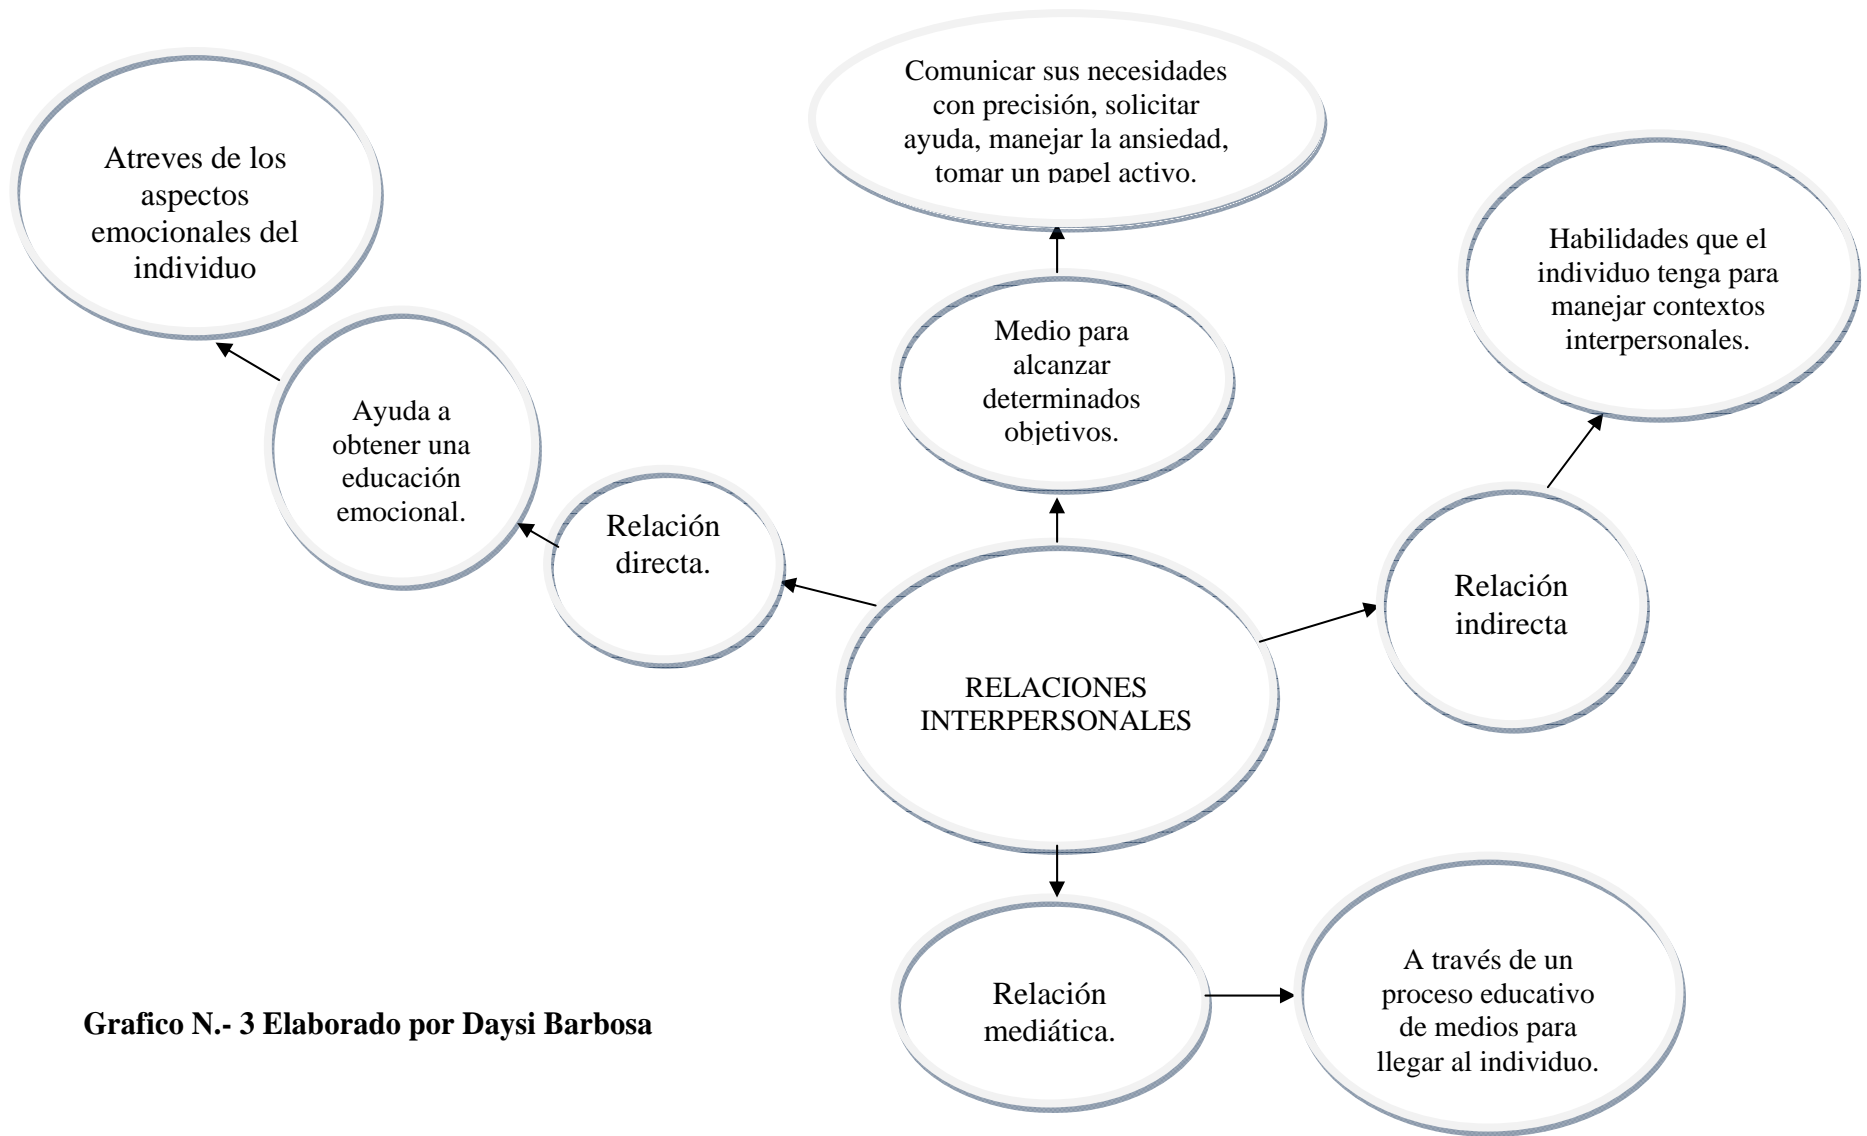 Comunicar sus necesidades
con precisión, solicitar
ayuda, manejar la ansiedad,
tomar un papel activo.
Atreves de los
aspectos
emocionales del
individuo
Habilidades que el
individuo tenga para
manejar contextos
interpersonales.
Medio para
alcanzar
determinados
objetivos.
Ayuda a
obtener una
educación
emocional.
Relación
directa.
Relación
indirecta
RELACIONES
INTERPERSONALES
Relación
mediática.
A través de un
proceso educativo
de medios para
llegar al individuo.
Grafico N.- 3 Elaborado por Daysi Barbosa